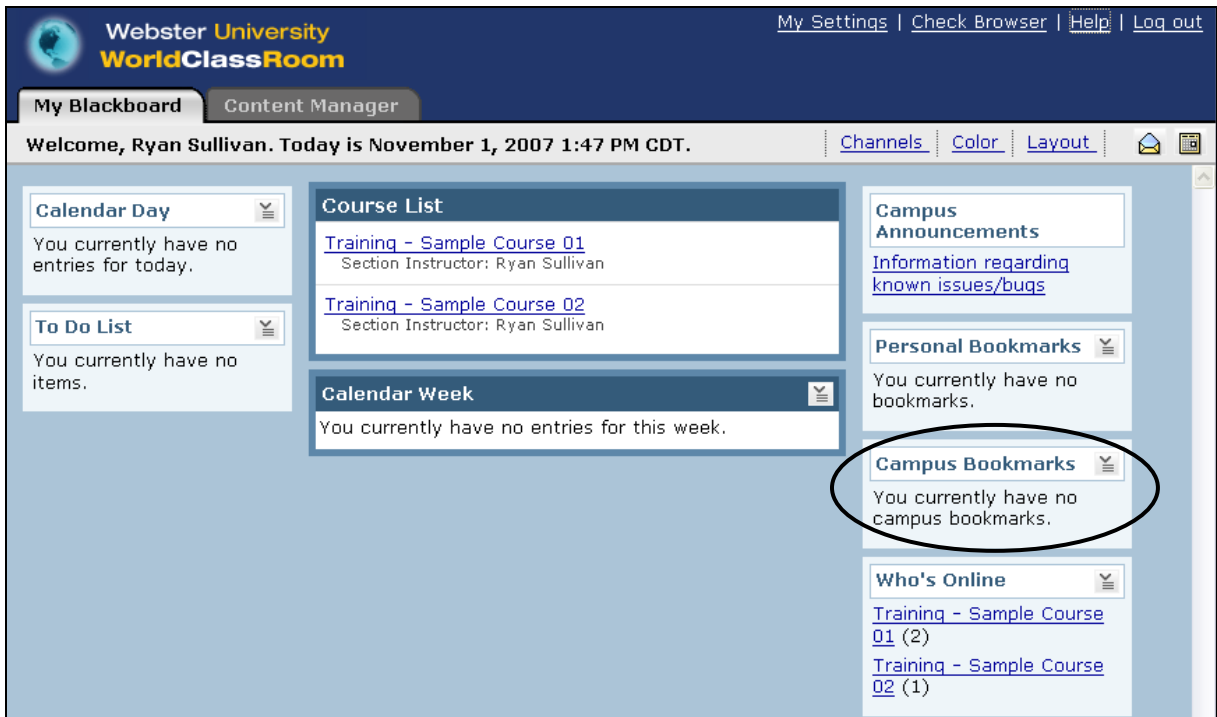 Webster University
WorldClassRoom
My Settings | Check Browser | Help | Log out
My Blackboard
Content Manager
Welcome, Ryan Sullivan. Today is November 1, 2007 1:47 PM CDT.
Channels
Color
Layout
Calendar Day
You currently have no
entries for today.
To Do List
You currently have no
items.
Course List
Training - Sample Course 01
Section Instructor: Ryan Sullivan
Training - Sample Course 02
Section Instructor: Ryan Sullivan
Calendar Week
You currently have no entries for this week.
Campus
Announcements
Information regarding
known issues/bugs
Personal Bookmarks
You currently have no
bookmarks.
Campus Bookmarks
You currently have no
campus bookmarks.
Who's Online
Training - Sample Course
01 (2)
Training - Sample Course
02 (1)